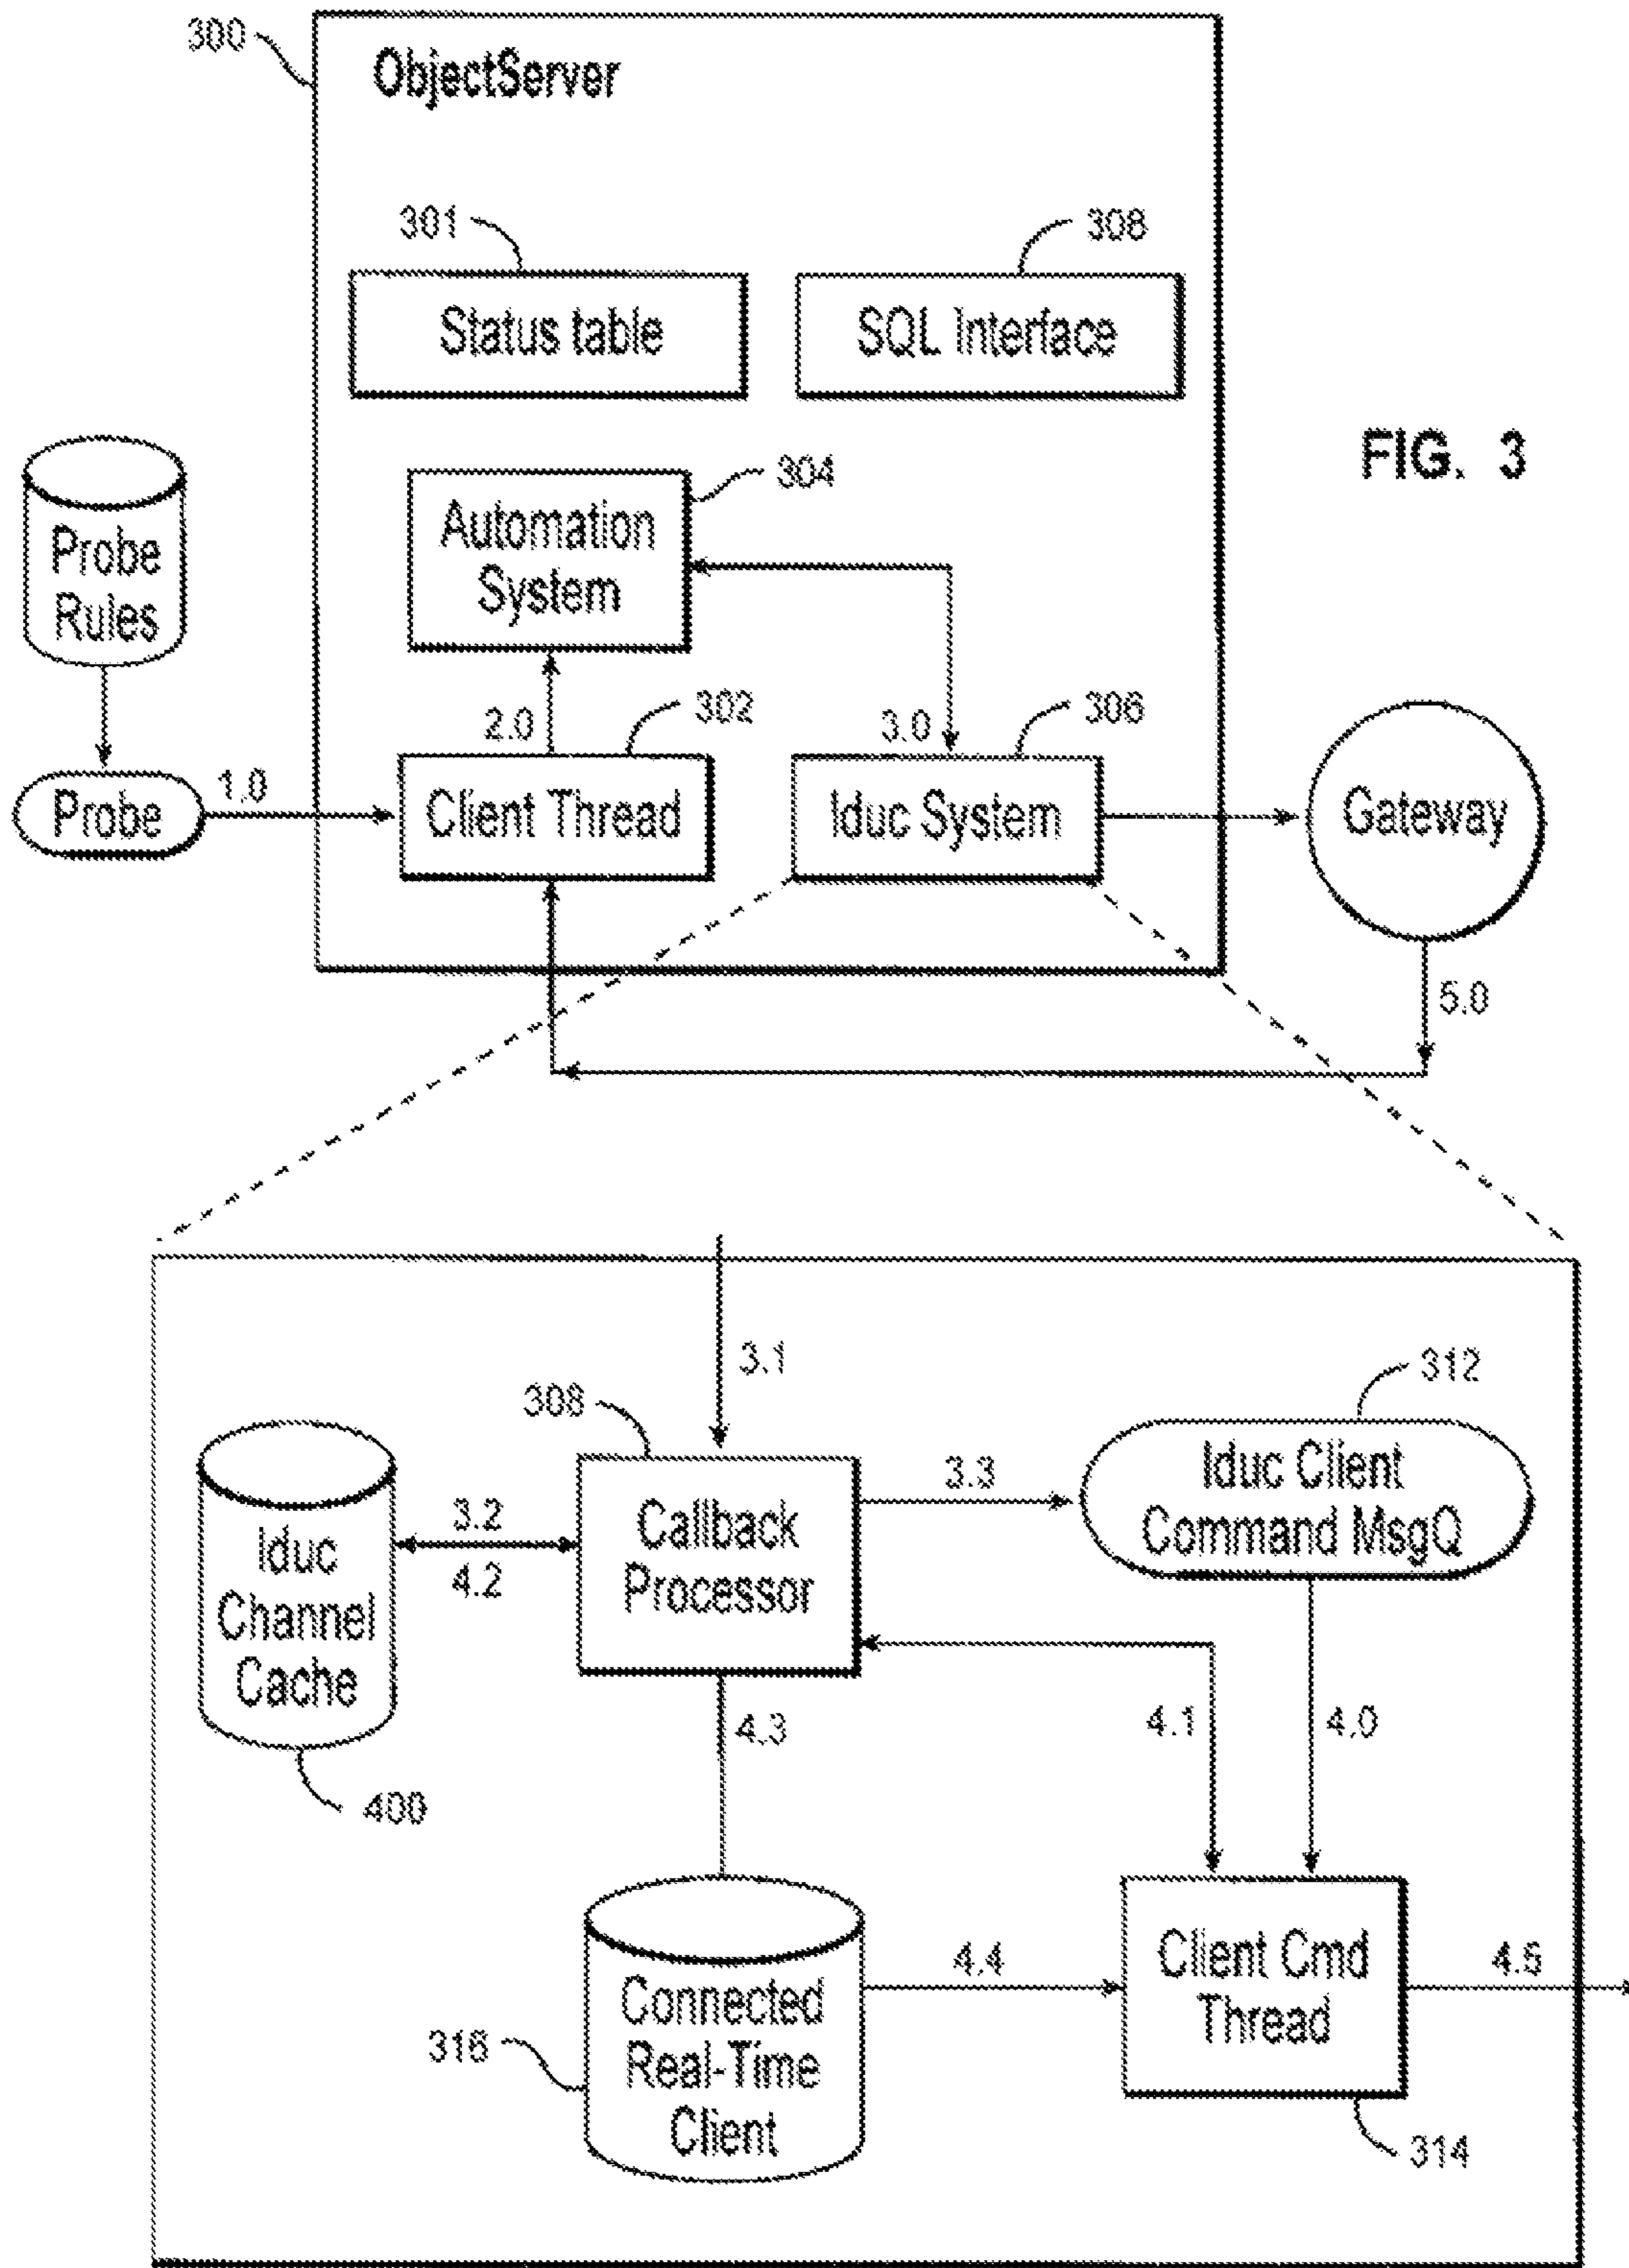 300
ObjectServer
301
308
Status table
SQL Interface
FIG. 3
304
Probe
Rules
Automation
System
2.0
302
3.0
306
Probe
1.0
Client Thread
Iduc System
Gateway
5.0
3.1
308
312
Iduc
Channel
Cache
3.2
4.2
Callback
Processor
3.3
Iduc Client
Command MsgQ
400
4.3
4.1
4.0
316
Connected
Real-Time
Client
4.4
Client Cmd
Thread
4.5
314